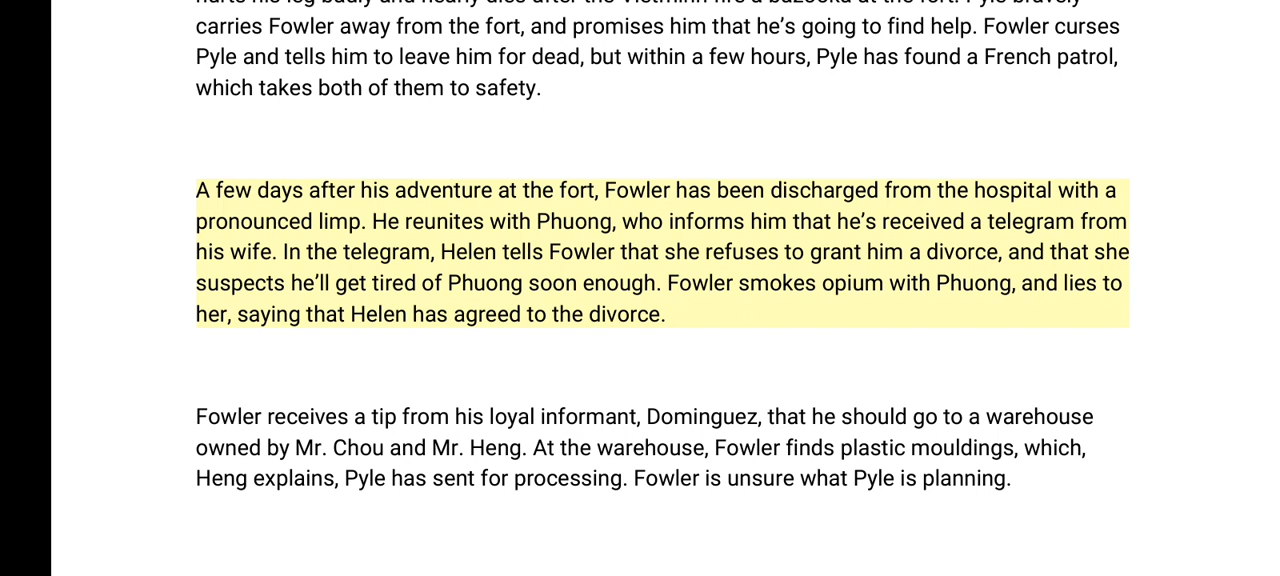 carries Fowler away from the fort, and promises him that he’s going to find help. Fowler curses
Pyle and tells him to leave him for dead, but within a few hours, Pyle has found a French patrol,
which takes both of them to safety.
A few days after his adventure at the fort, Fowler has been discharged from the hospital with a
pronounced limp. He reunites with Phuong, who informs him that he’s received a telegram from
his wife. In the telegram, Helen tells Fowler that she refuses to grant him a divorce, and that she
suspects he’ll get tired of Phuong soon enough. Fowler smokes opium with Phuong, and lies to
her, saying that Helen has agreed to the divorce.
Fowler receives a tip from his loyal informant, Dominguez, that he should go to a warehouse
owned by Mr. Chou and Mr. Heng. At the warehouse, Fowler finds plastic mouldings, which,
Heng explains, Pyle has sent for processing. Fowler is unsure what Pyle is planning.